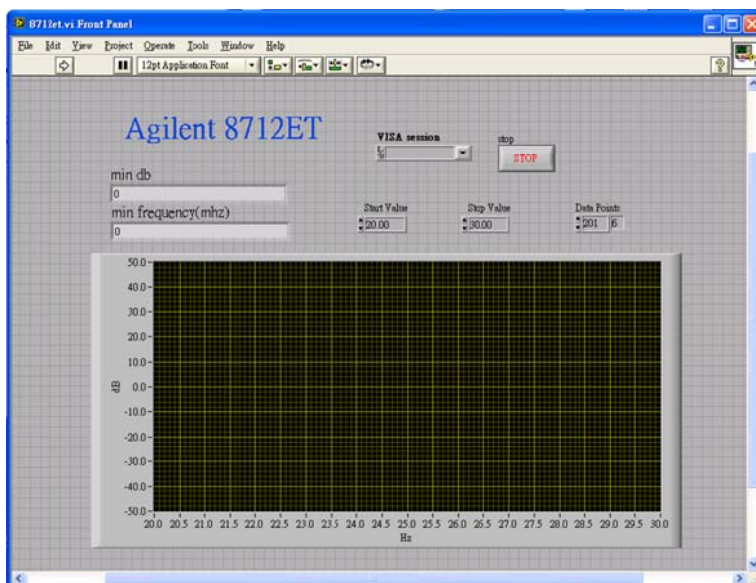 8712et.vi Front Panel
File Edit View Project Operate Tools Window Help
12pt Application Font
?
Agilent 8712ET
VISA session
stop
STOP
min db
0
min frequency(mhz)
0
Start Value
20.00
Stop Value
30.00
Data Points
201 6
50.0
40.0
30.0
20.0
10.0
0.0
-10.0
-20.0
-30.0
-40.0
-50.0
dB
20.0 20.5 21.0 21.5 22.0 22.5 23.0 23.5 24.0 24.5 25.0 25.5 26.0 26.5 27.0 27.5 28.0 28.5 29.0 29.5 30.0
Hz